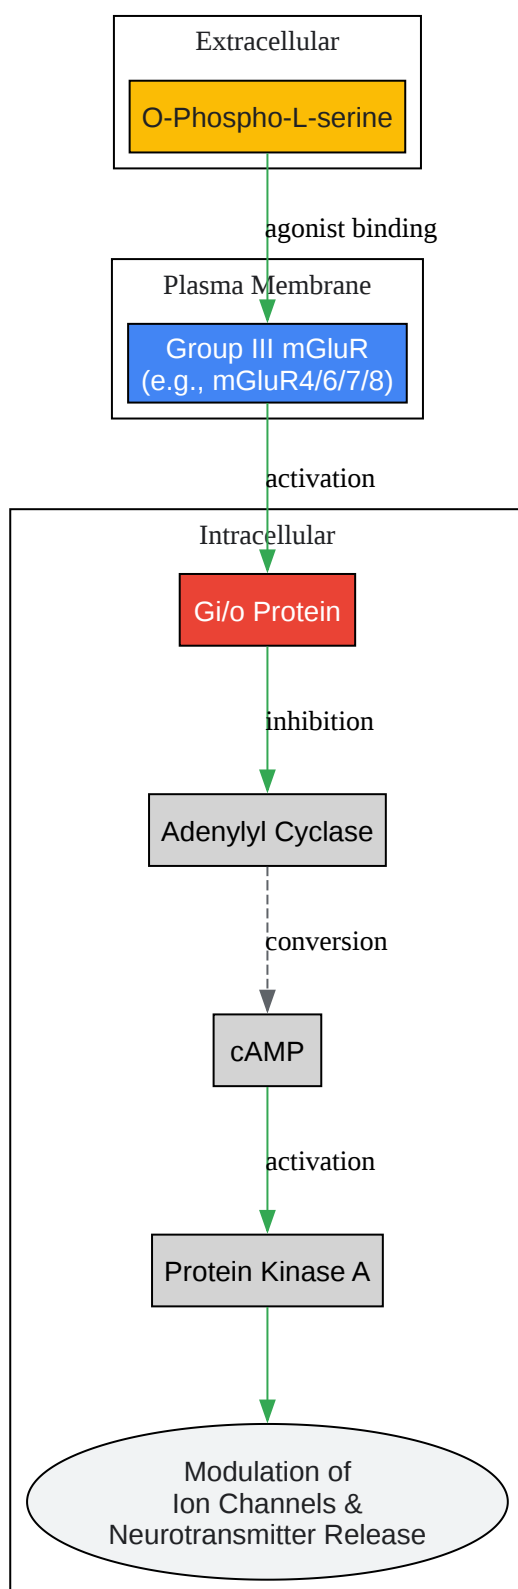 Extracellular
O-Phospho-L-serine
agonist binding
Plasma Membrane
Group III mGluR
(e.g., mGluR4/6/7/8)
activation
Intracellular
Gi/o Protein
inhibition
Adenylyl Cyclase
conversion
cAMP
activation
Protein Kinase A
Modulation of
Ion Channels &
Neurotransmitter Release